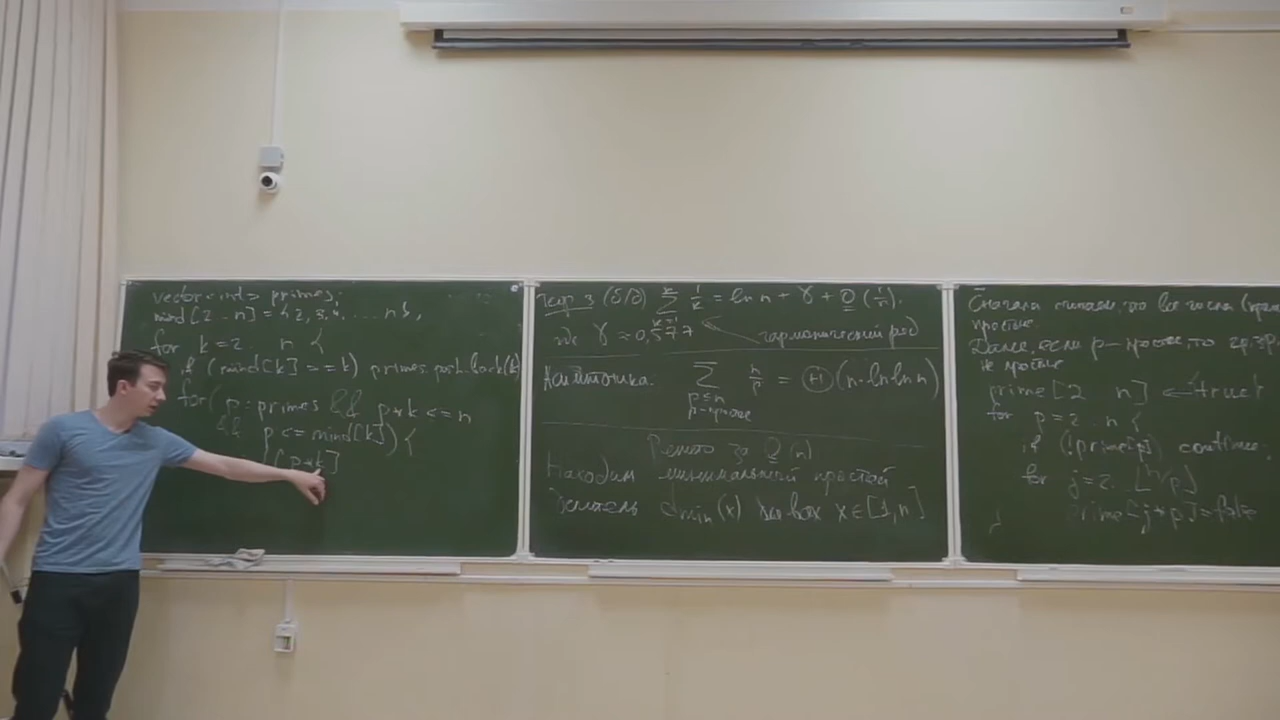 vector<int> primes;
mind[2..n] = {2, 3, 4, ... n},
for k=2..n {
if (mind[k] == k) primes.push_back(k)
for( p : primes && p*k <= n
&& p <= mind[k]) {
[p*k]
Теор 3 (б/д) ∑ 1/k = ln n + γ + O(1/n).
k=1
где γ ≈ 0,577
гармонический ряд
Асимптотика. ∑ n/p = Θ(n·ln ln n)
p≤n
p-простое
Решето за O(n)
Находим минимальный простой
делитель dmin(x) для всех x∈[1,n]
Сначала считаем, что все числа
простые.
Далее, если p - простое, то
не простые
prime[2..n] ← true
for p=2..n {
if (!prime[p]) continue;
for j=2..[n/p]
prime[j*p]=false
}